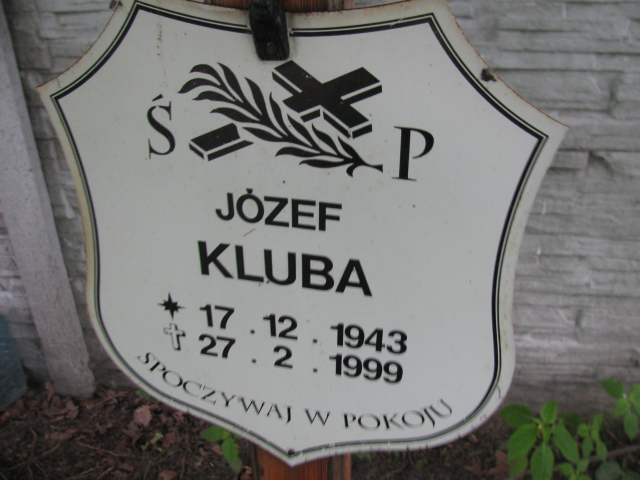 Ś P
JÓZEF
KLUBA
17 . 12 . 1943
27 . 2 . 1999
SPOCZYWAJ W POKOJU